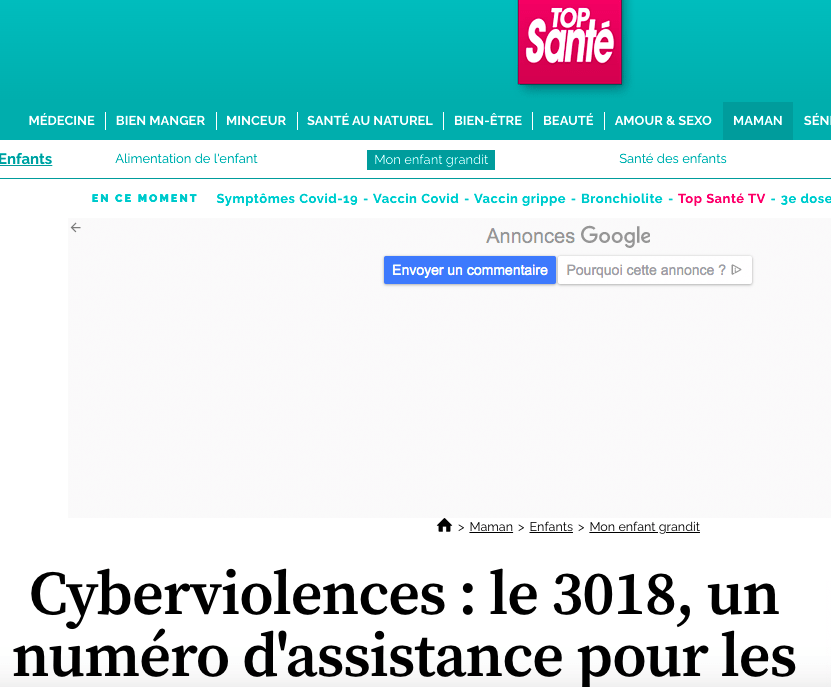 TOP
Santé
MÉDECINE BIEN MANGER MINCEUR SANTÉ AU NATUREL BIEN-ÊTRE BEAUTÉ AMOUR & SEXO MAMAN SÉNI
Enfants Alimentation de l'enfant Mon enfant grandit Santé des enfants
EN CE MOMENT Symptômes Covid-19 - Vaccin Covid - Vaccin grippe - Bronchiolite - Top Santé TV - 3e dose
Annonces Google
Envoyer un commentaire Pourquoi cette annonce ?
> Maman > Enfants > Mon enfant grandit
Cyberviolences : le 3018, un
numéro d'assistance pour les